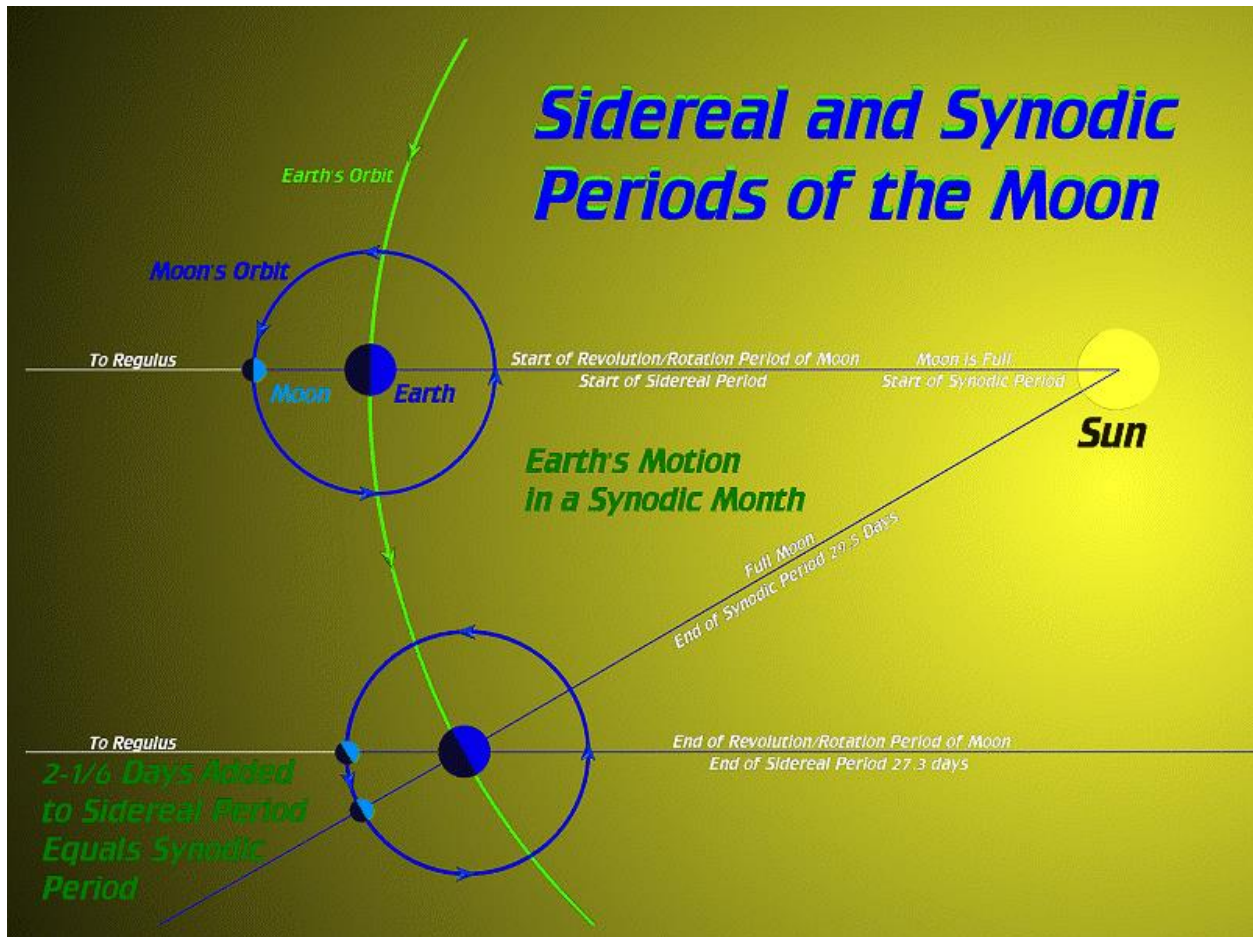 Sidereal and Synodic
Periods of the Moon
Earth's Orbit
Moon's Orbit
To Regulus
Start of Revolution/Rotation Period of Moon
Start of Sidereal Period
Moon is Full
Start of Synodic Period
Moon
Earth
Sun
Earth's Motion
in a Synodic Month
Full Moon
End of Synodic Period 29.5 Days
To Regulus
End of Revolution/Rotation Period of Moon
End of Sidereal Period 27.3 days
2-1/6 Days Added
to Sidereal Period
Equals Synodic
Period